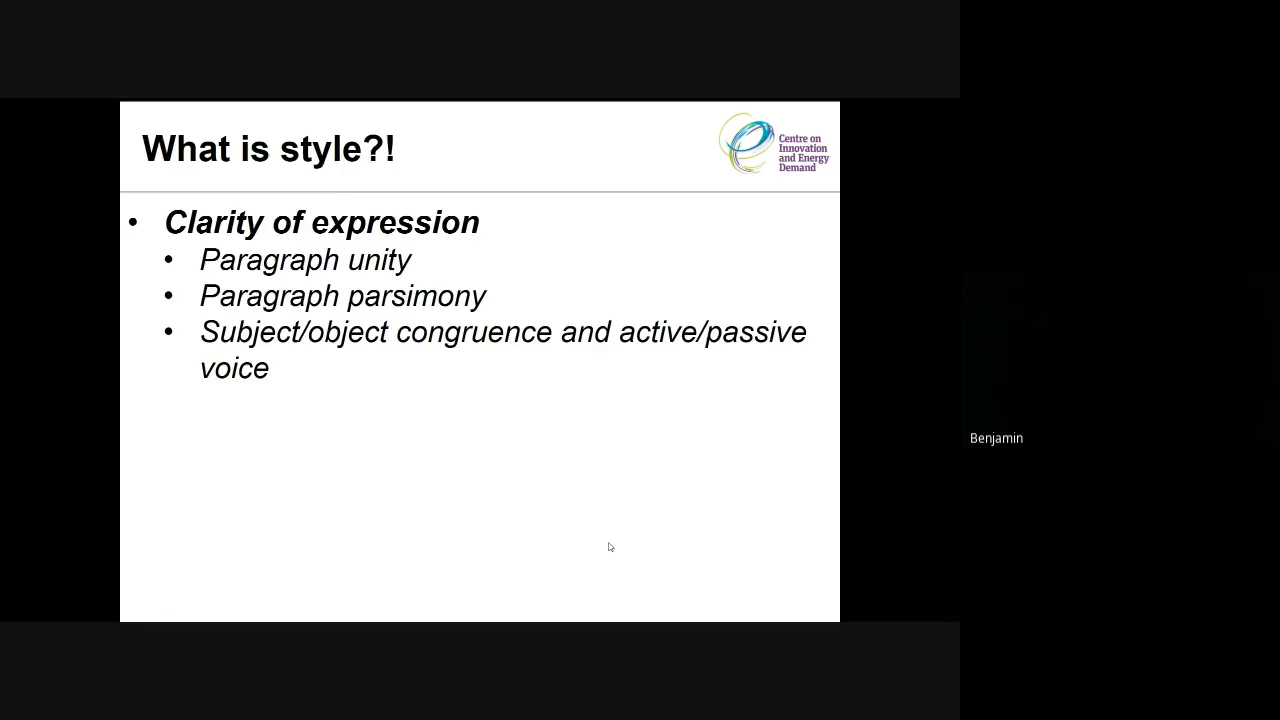 What is style?!
Centre on
Innovation
and Energy
Demand
• Clarity of expression
• Paragraph unity
• Paragraph parsimony
• Subject/object congruence and active/passive
voice
Benjamin